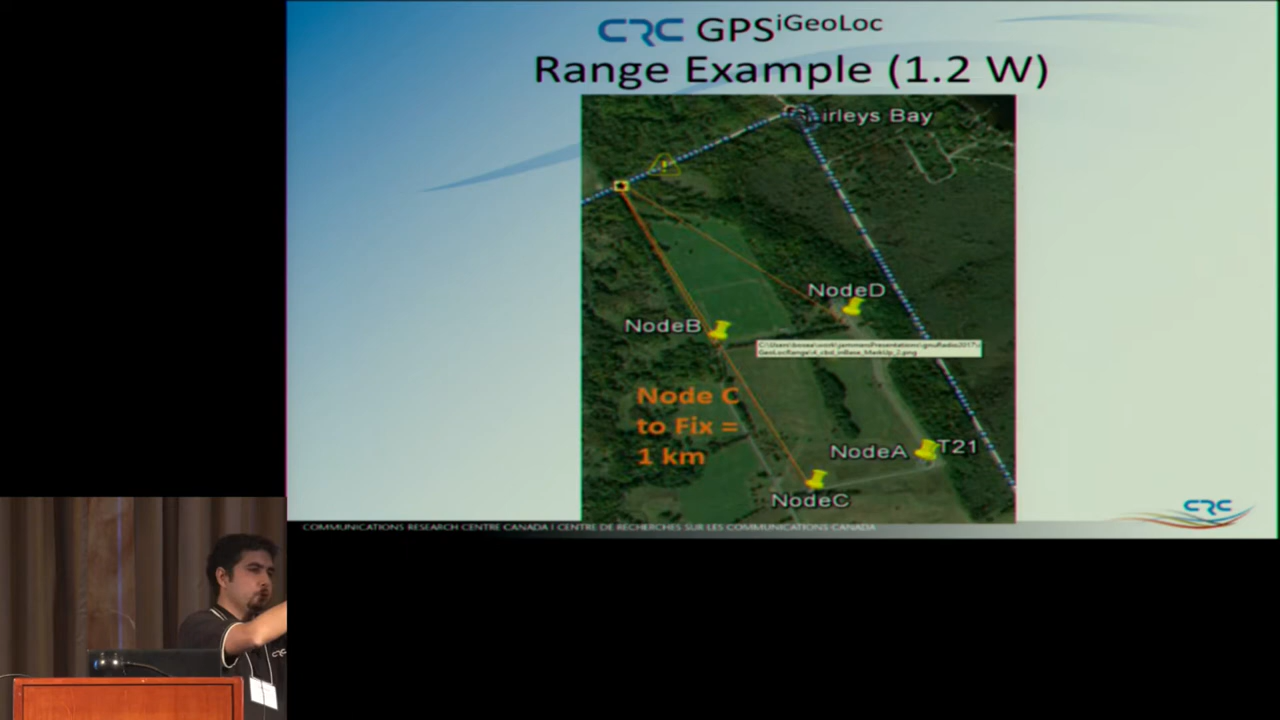 CRC GPSiGeoLoc
Range Example (1.2 W)
irleys Bay
NodeD
NodeB
Node C
to Fix =
1 km
NodeA
T21
NodeC
CRC
COMMUNICATIONS RESEARCH CENTRE CANADA | CENTRE DE RECHERCHES SUR LES COMMUNICATIONS CANADA